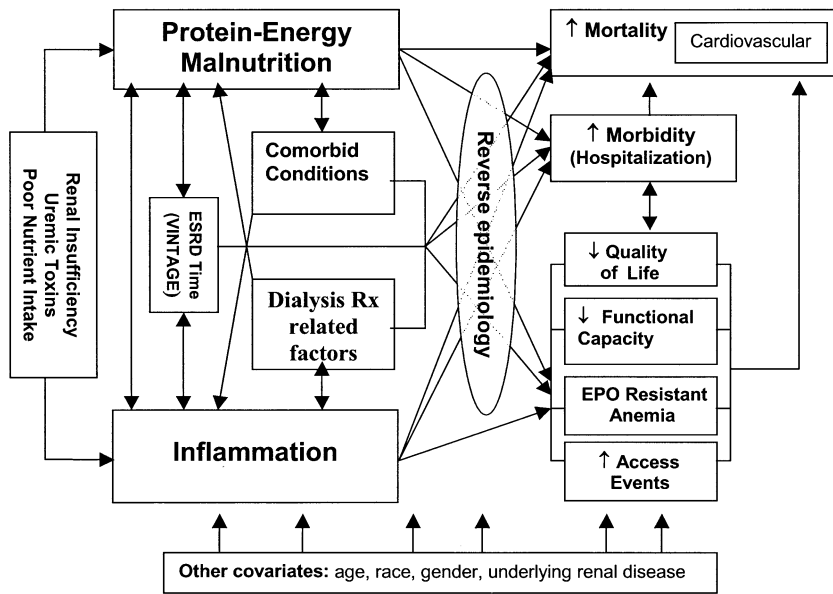 Protein-Energy
Malnutrition
↑ Mortality
Cardiovascular
Renal Insufficiency
Uremic Toxins
Poor Nutrient Intake
ESRD Time
(VINTAGE)
Comorbid
Conditions
Dialysis Rx
related
factors
Inflammation
Reverse epidemiology
↑ Morbidity
(Hospitalization)
↓ Quality
of Life
↓ Functional
Capacity
EPO Resistant
Anemia
↑ Access
Events
Other covariates: age, race, gender, underlying renal disease